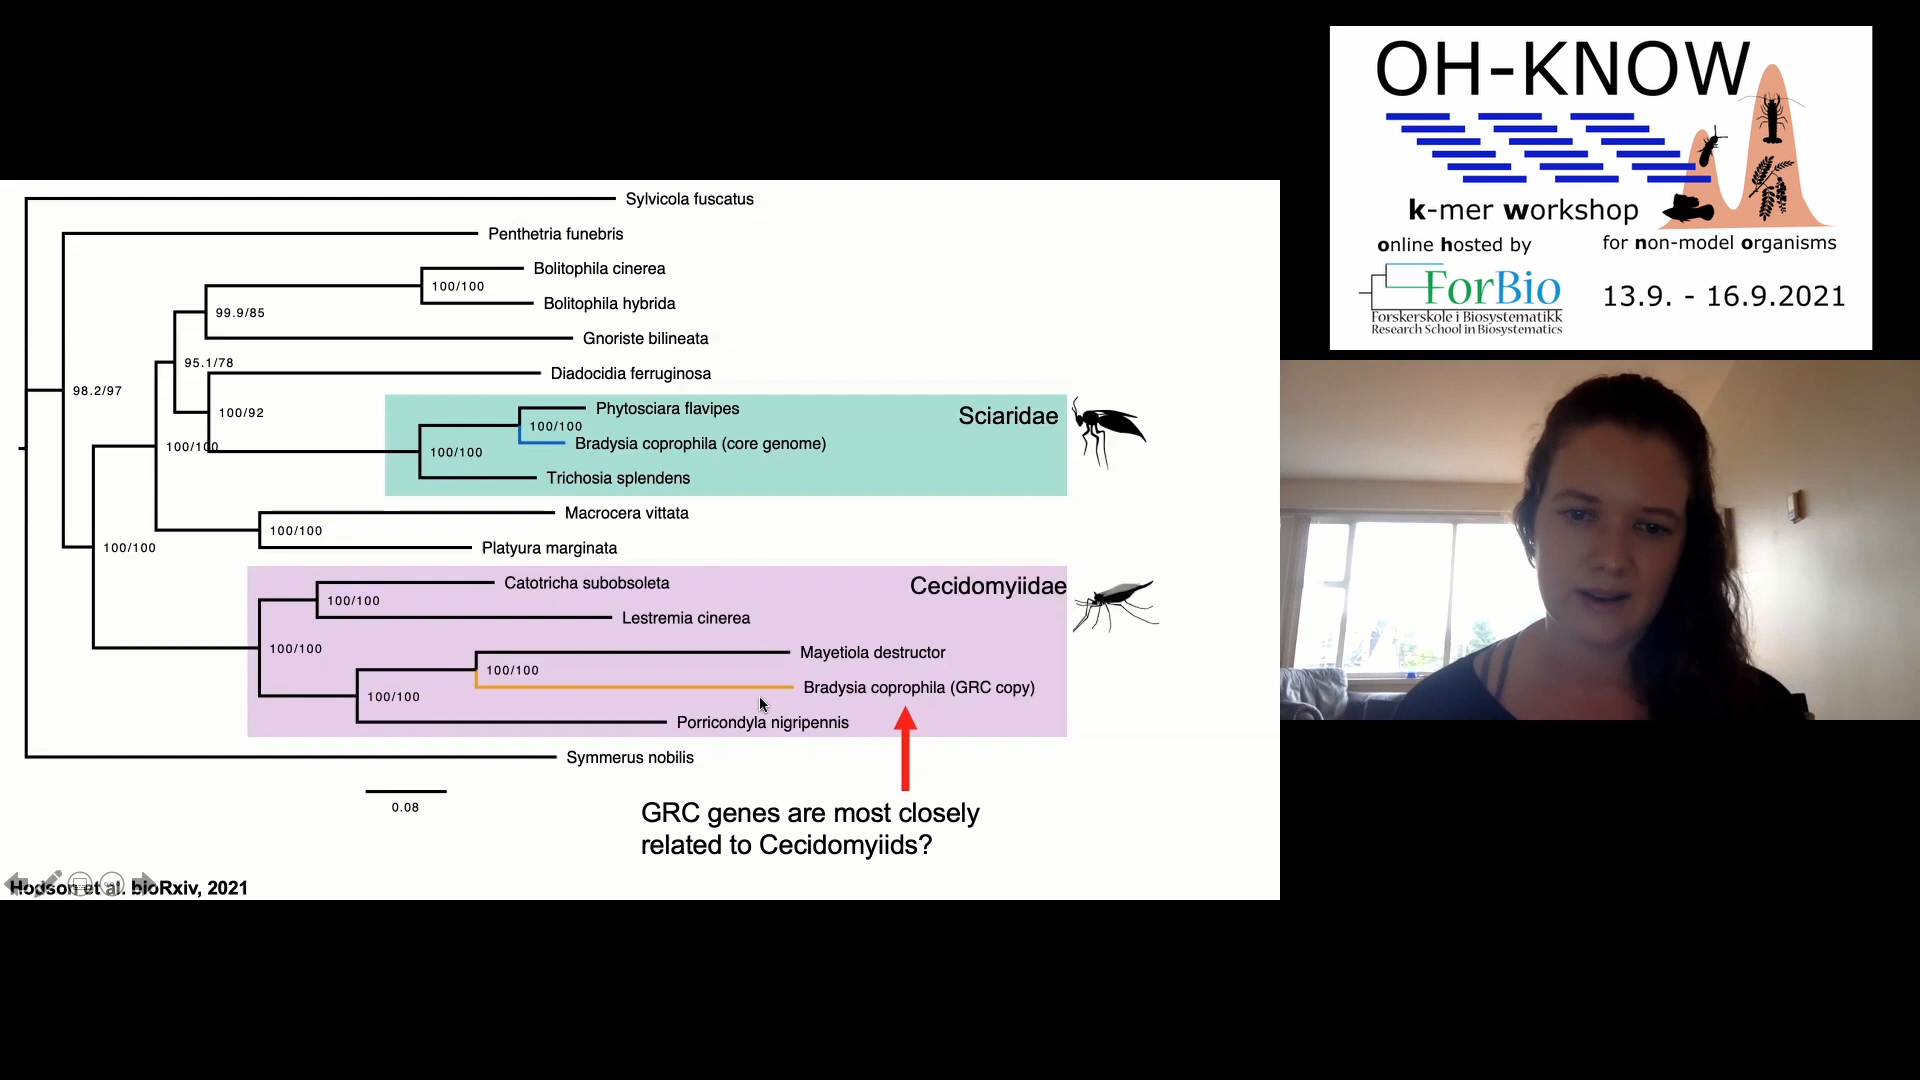 Sylvicola fuscatus
Penthetria funebris
Bolitophila cinerea
100/100
Bolitophila hybrida
99.9/85
Gnoriste bilineata
95.1/78
Diadocidia ferruginosa
98.2/97
100/92
Phytosciara flavipes
Sciaridae
100/100
Bradysia coprophila (core genome)
100/100
100/100
Trichosia splendens
Macrocera vittata
100/100
Platyura marginata
100/100
Catotricha subobsoleta
Cecidomyiidae
100/100
Lestremia cinerea
100/100
Mayetiola destructor
100/100
Bradysia coprophila (GRC copy)
100/100
Porricondyla nigripennis
Symmerus nobilis
0.08
GRC genes are most closely
related to Cecidomyiids?
Hodson et al. bioRxiv, 2021
OH-KNOW
k-mer workshop
online hosted by
for non-model organisms
ForBio
13.9. - 16.9.2021
Forskerskole i Biosystematikk
Research School in Biosystematics